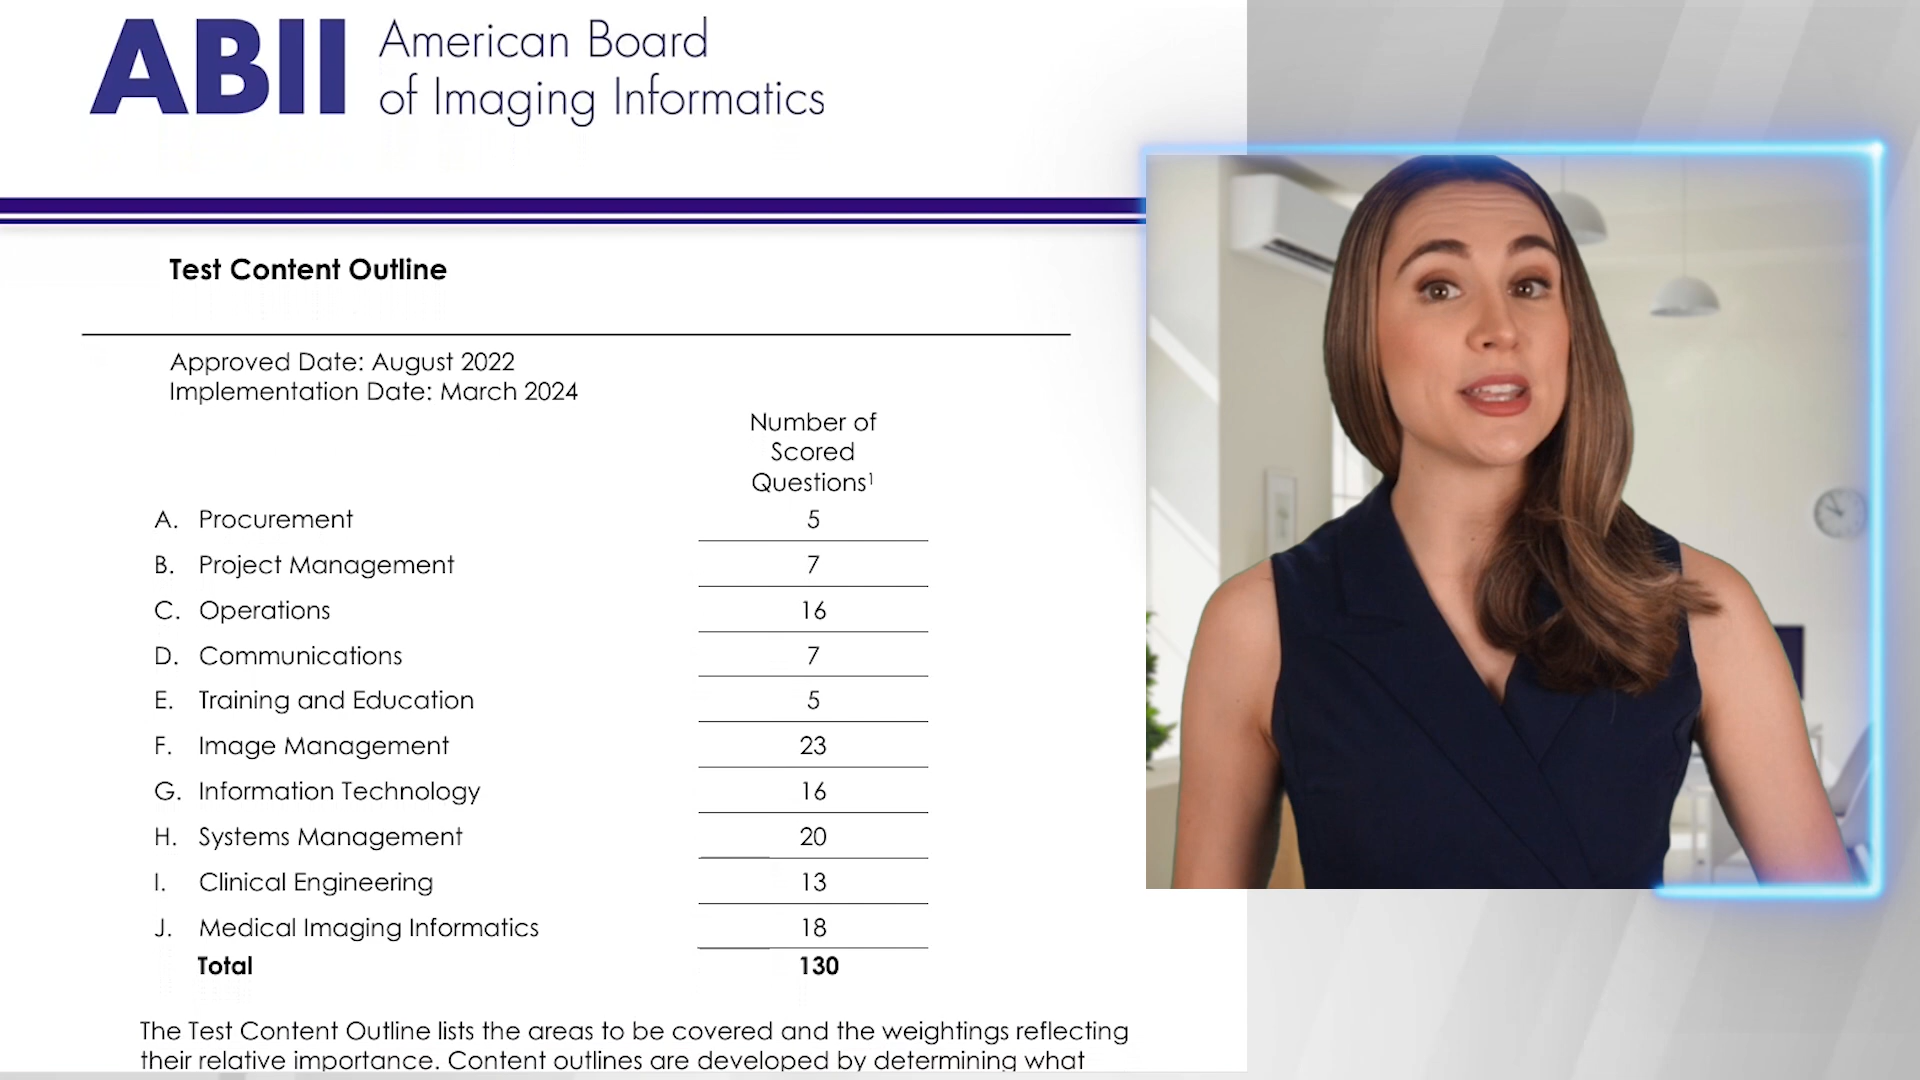 ABII American Board
of Imaging Informatics
Test Content Outline
Approved Date: August 2022
Implementation Date: March 2024
Number of
Scored
Questions¹
A. Procurement 5
B. Project Management 7
C. Operations 16
D. Communications 7
E. Training and Education 5
F. Image Management 23
G. Information Technology 16
H. Systems Management 20
I. Clinical Engineering 13
J. Medical Imaging Informatics 18
Total 130
The Test Content Outline lists the areas to be covered and the weightings reflecting
their relative importance. Content outlines are developed by determining what